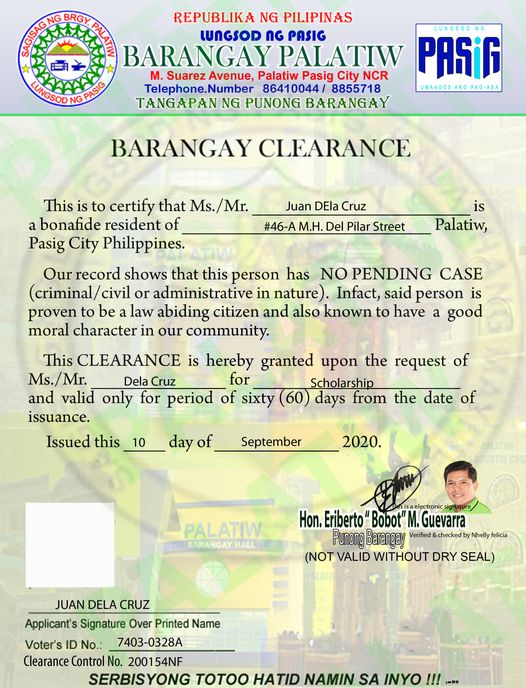 REPUBLIKA NG PILIPINAS
LUNGSOD NG PASIG
BARANGAY PALATIW
M. Suarez Avenue, Palatiw Pasig City NCR
Telephone.Number 86410044 / 8855718
TANGAPAN NG PUNONG BARANGAY
SAGISAG NG BRGY PALATIW
LUNGSOD NG PASIG
LUNGSOD NG
PASIG
UMAAGOS ANG PAG-ASA
BARANGAY CLEARANCE
This is to certify that Ms./Mr. Juan DEla Cruz is
a bonafide resident of #46-A M.H. Del Pilar Street Palatiw,
Pasig City Philippines.
Our record shows that this person has NO PENDING CASE
(criminal/civil or administrative in nature). Infact, said person is
proven to be a law abiding citizen and also known to have a good
moral character in our community.
This CLEARANCE is hereby granted upon the request of
Ms./Mr. Dela Cruz for Scholarship
and valid only for period of sixty (60) days from the date of
issuance.
Issued this 10 day of September 2020.
This is a electronic signature
Hon. Eriberto “ Bobot” M. Guevarra
Punong Barangay Verified & checked by Nhelly felicia
(NOT VALID WITHOUT DRY SEAL)
PALATIW
BARANGAY HALL
JUAN DELA CRUZ
Applicant's Signature Over Printed Name
Voter's ID No.: 7403-0328A
Clearance Control No. 200154NF
SERBISYONG TOTOO HATID NAMIN SA INYO !!!